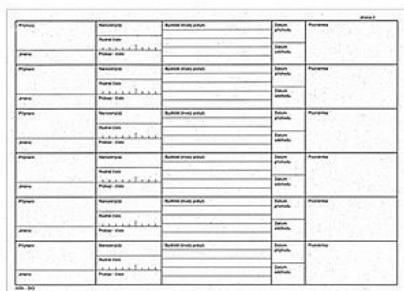 strana 2
Příjmení Narozen(a) Bydliště (trvalý pobyt) Datum příchodu Poznámka
Rodné číslo
Datum odchodu
Jméno Průkaz - číslo
Příjmení Narozen(a) Bydliště (trvalý pobyt) Datum příchodu Poznámka
Rodné číslo
Datum odchodu
Jméno Průkaz - číslo
Příjmení Narozen(a) Bydliště (trvalý pobyt) Datum příchodu Poznámka
Rodné číslo
Datum odchodu
Jméno Průkaz - číslo
Příjmení Narozen(a) Bydliště (trvalý pobyt) Datum příchodu Poznámka
Rodné číslo
Datum odchodu
Jméno Průkaz - číslo
Příjmení Narozen(a) Bydliště (trvalý pobyt) Datum příchodu Poznámka
Rodné číslo
Datum odchodu
Jméno Průkaz - číslo
Příjmení Narozen(a) Bydliště (trvalý pobyt) Datum příchodu Poznámka
Rodné číslo
Datum odchodu
Jméno Průkaz - číslo